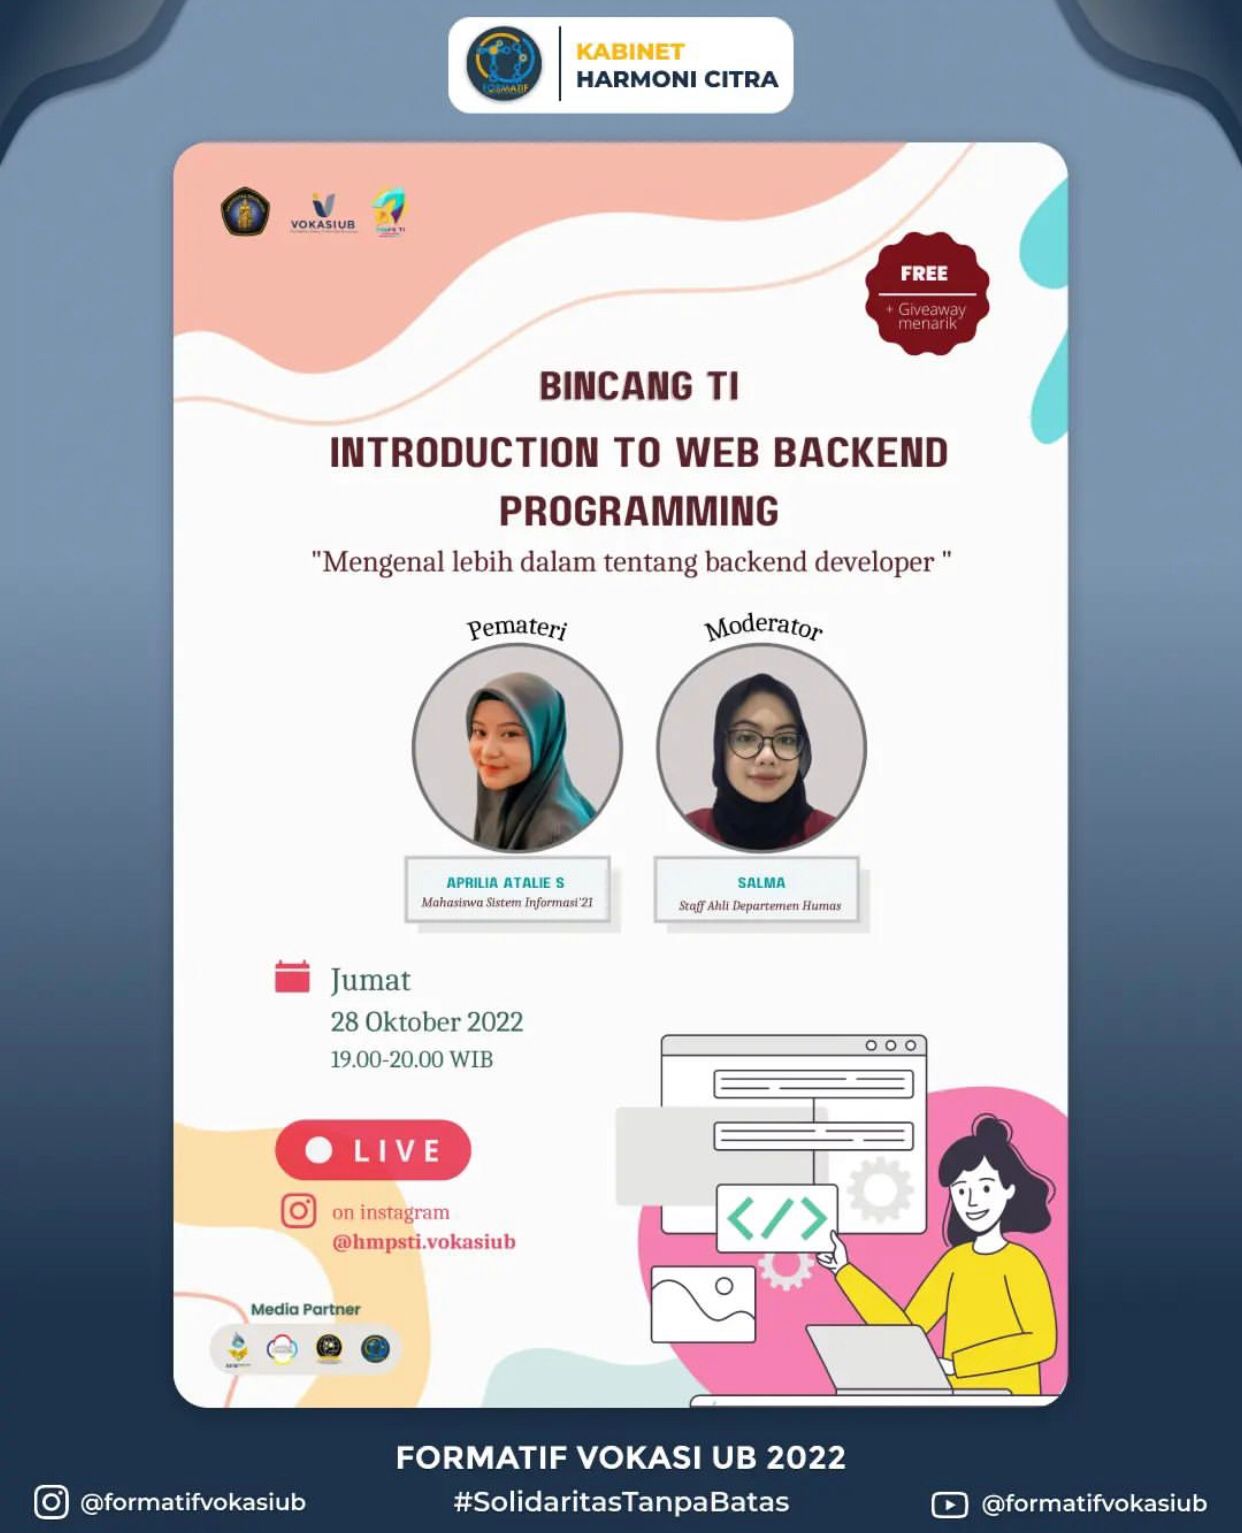 FORMATIF
KABINET
HARMONI CITRA
VOKASIUB
FREE
+ Giveaway
menarik
BINCANG TI
INTRODUCTION TO WEB BACKEND
PROGRAMMING
"Mengenal lebih dalam tentang backend developer "
Pemateri
Moderator
APRILIA ATALIE S
Mahasiswa Sistem Informasi'21
SALMA
Staff Ahli Departemen Humas
Jumat
28 Oktober 2022
19.00-20.00 WIB
LIVE
on instagram
@hmpsti.vokasiub
</>
Media Partner
FORMATIF VOKASI UB 2022
@formatifvokasiub
#SolidaritasTanpaBatas
@formatifvokasiub